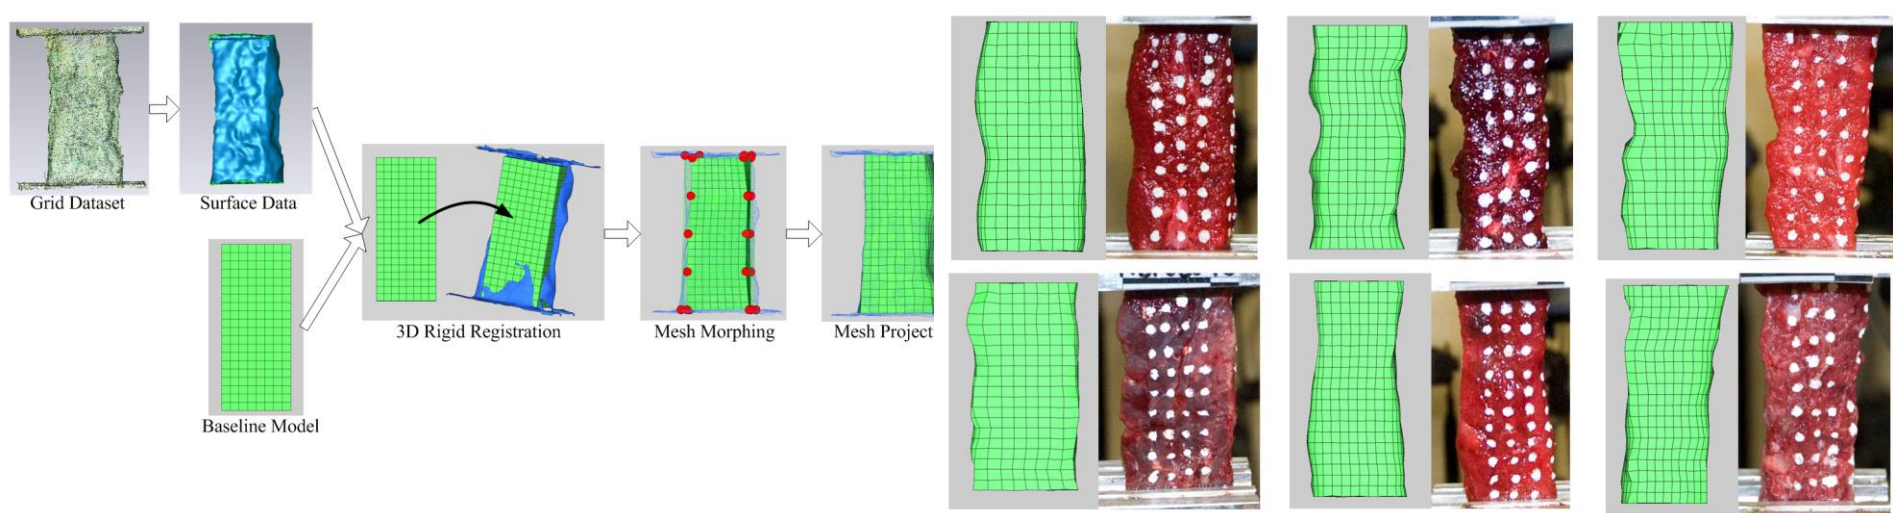 Grid Dataset
Surface Data
Baseline Model
3D Rigid Registration
Mesh Morphing
Mesh Project